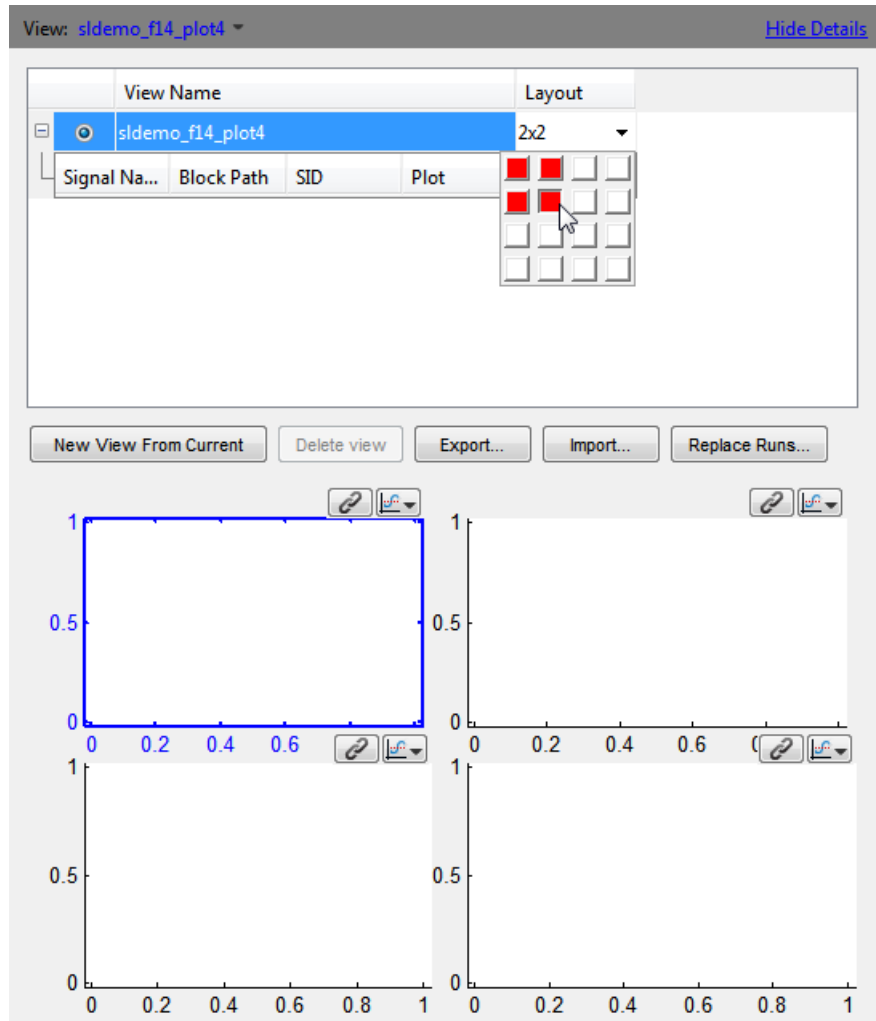 View: sldemo_f14_plot4 Hide Details
View Name Layout
sldemo_f14_plot4 2x2
Signal Na... Block Path SID Plot
New View From Current Delete view Export... Import... Replace Runs...
1 1
0.5 0.5
0 0
0 0.2 0.4 0.6 0 0.2 0.4 0.6
1 1
0.5 0.5
0 0
0 0.2 0.4 0.6 0.8 1 0 0.2 0.4 0.6 0.8 1